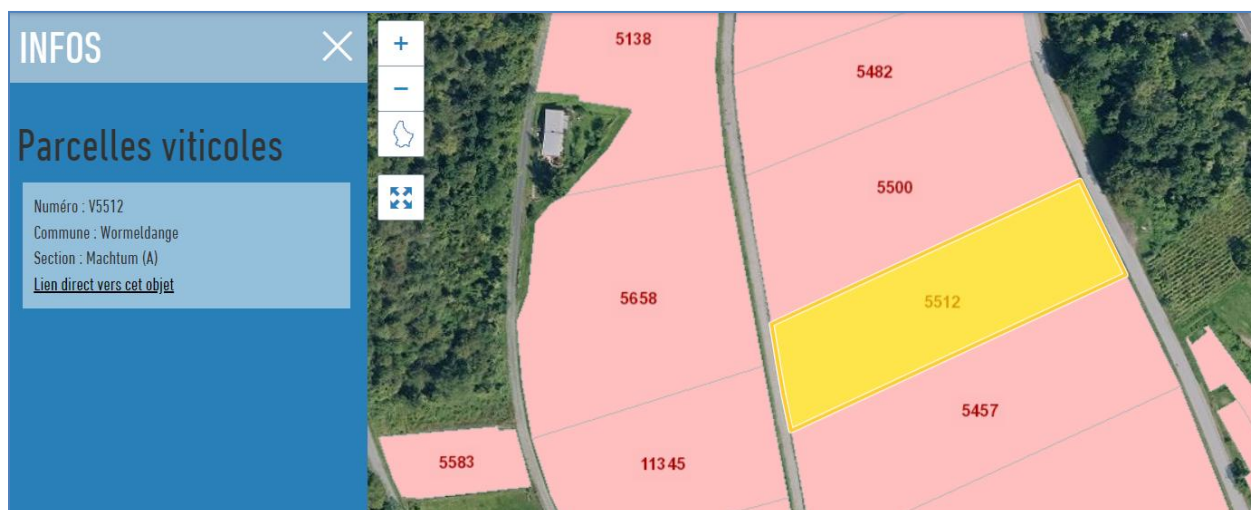 INFOS
Parcelles viticoles
Numéro : V5512
Commune : Wormeldange
Section : Machtum (A)
Lien direct vers cet objet
+
−
5138
5482
5500
5658
5512
5457
5583
11345